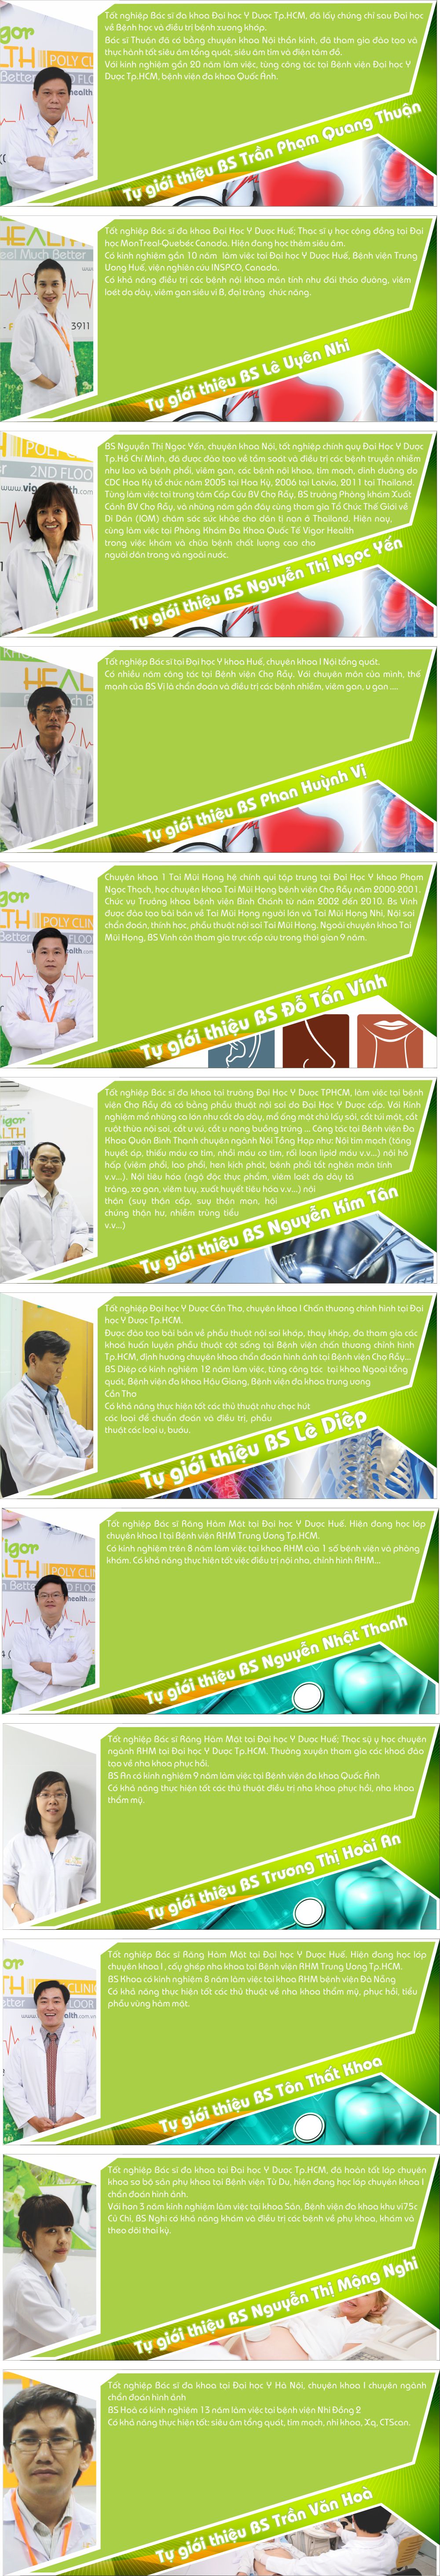 Tốt nghiệp Bác sĩ đa khoa Đại học Y Dược Tp.HCM, đã lấy chứng chỉ sau Đại học
về Bệnh học và điều trị bệnh xương khớp.
Bác sĩ Thuận đã có bằng chuyên khoa Nội thần kinh, đã tham gia đào tạo và
thực hành tốt siêu âm tổng quát, siêu âm tim và điện tâm đồ.
Với kinh nghiệm gần 20 năm làm việc, từng công tác tại Bệnh viện Đại học Y
Dược Tp.HCM, bệnh viện đa khoa Quốc Ánh.
Tự giới thiệu BS Trần Phạm Quang Thuận
Tốt nghiệp Bác sĩ đa khoa Đại Học Y Dược Huế; Thạc sĩ y học cộng đồng tại Đại
học MonTreal-Quebéc Canada. Hiện đang học thêm siêu âm.
Có kinh nghiệm gần 10 năm làm việc tại Đại học Y Dược Huế, Bệnh viện Trung
Ương Huế, viện nghiên cứu INSPCO, Canada.
Có khả năng điều trị các bệnh nội khoa mãn tính như đái tháo đường, viêm
loét dạ dày, viêm gan siêu vi B, đại tràng chức năng.
Tự giới thiệu BS Lê Uyên Nhi
BS Nguyễn Thị Ngọc Yến, chuyên khoa Nội, tốt nghiệp chính quy Đại Học Y Dược
Tp.Hồ Chí Minh, đã được đào tạo về tầm soát và điều trị các bệnh truyền nhiễm
như lao và bệnh phổi, viêm gan, các bệnh nội khoa, tim mạch, dinh dưỡng do
CDC Hoa Kỳ tổ chức năm 2005 tại Hoa Kỳ, 2006 tại Latvia, 2011 tại Thailand.
Từng làm việc tại trung tâm Cấp Cứu BV Chợ Rẫy, BS trưởng Phòng khám Xuất
Cảnh BV Chợ Rẫy, và những năm gần đây cùng tham gia Tổ Chức Thế Giới về
Di Dân (IOM) chăm sóc sức khỏe cho dân tị nạn ở Thailand. Hiện nay,
cùng làm việc tại Phòng Khám Đa Khoa Quốc Tế Vigor Health
trong việc khám và chữa bệnh chất lượng cao cho
người dân trong và ngoài nước.
Tự giới thiệu BS Nguyễn Thị Ngọc Yến
Tốt nghiệp Bác sĩ tại Đại học Y khoa Huế, chuyên khoa I Nội tổng quát.
Có nhiều năm công tác tại Bệnh viện Chợ Rẫy. Với chuyên môn của mình, thế
mạnh của BS Vị là chẩn đoán và điều trị các bệnh nhiễm, viêm gan, u gan ....
Tự giới thiệu BS Phan Huỳnh Vị
Chuyên khoa 1 Tai Mũi Họng hệ chính qui tập trung tại Đại Học Y khoa Phạm
Ngọc Thạch, học chuyên khoa Tai Mũi Họng bệnh viện Chợ Rẫy năm 2000-2001.
Chức vụ Trưởng khoa bệnh viện Bình Chánh từ năm 2002 đến 2010. Bs Vinh
được đào tạo bài bản về Tai Mũi Họng người lớn và Tai Mũi Họng Nhi, Nội soi
chẩn đoán, thính học, phẫu thuật nội soi Tai Mũi Họng. Ngoài chuyên khoa Tai
Mũi Họng, BS Vinh còn tham gia trực cấp cứu trong thời gian 9 năm.
Tự giới thiệu BS Đỗ Tấn Vinh
Tốt nghiệp Bác sĩ đa khoa tại trường Đại Học Y Dược TPHCM, làm việc tại bệnh
viện Chợ Rẫy đã có bằng phẫu thuật nội soi do Đại Học Y Dược cấp. Với Kinh
nghiệm mổ những ca lớn như cắt dạ dày, mổ ống mật chủ lấy sỏi, cắt túi mật, cắt
ruột thừa nội soi, cắt u vú, cắt u nang buồng trứng ... Công tác tại Bệnh viện Đa
Khoa Quận Bình Thạnh chuyên ngành Nội Tổng Hợp như: Nội tim mạch (tăng
huyết áp, thiếu máu cơ tim, nhồi máu cơ tim, rối loạn lipid máu v.v...) nội hô
hấp (viêm phổi, lao phổi, hen kịch phát, bệnh phổi tắt nghẽn mãn tính
v.v...). Nội tiêu hóa (ngộ độc thực phẩm, viêm loét dạ dày tá
tràng, xơ gan, viêm tụy, xuất huyết tiêu hóa v.v...) nội
thận (suy thận cấp, suy thận mạn, hội
chứng thận hư, nhiễm trùng tiểu
v.v...)
Tự giới thiệu BS Nguyễn Kim Tân
Tốt nghiệp Đại học Y Dược Cần Thơ, chuyên khoa I Chấn thương chỉnh hình tại Đại
học Y Dược Tp.HCM.
Được đào tạo bài bản về phẫu thuật nội soi khớp, thay khớp, đã tham gia các
khoá huấn luyện phẫu thuật cột sống tại Bệnh viện chấn thương chỉnh hình
Tp.HCM, định hướng chuyên khoa chẩn đoán hình ảnh tại Bệnh viện Chợ Rẫy...
BS Diệp có kinh nghiệm 12 năm làm việc, từng công tác tại khoa Ngoại tổng
quát, Bệnh viện đa khoa Hậu Giang, Bệnh viện đa khoa trung ương
Cần Thơ
Có khả năng thực hiện tốt các thủ thuật như chọc hút
các loại để chuẩn đoán và điều trị, phẫu
thuật các loại u, bướu.
Tự giới thiệu BS Lê Diệp
Tốt nghiệp Bác sĩ Răng Hàm Mặt tại Đại học Y Dược Huế. Hiện đang học lớp
chuyên khoa I tại Bệnh viện RHM Trung Ương Tp.HCM.
Có kinh nghiệm trên 8 năm làm việc tại khoa RHM của 1 số bệnh viện và phòng
khám. Có khả năng thực hiện tốt việc điều trị nội nha, chỉnh hình RHM...
Tự giới thiệu BS Nguyễn Nhật Thanh
Tốt nghiệp Bác sĩ Răng Hàm Mặt tại Đại học Y Dược Huế; Thạc sỹ y học chuyên
ngành RHM tại Đại học Y Dược Tp.HCM. Thường xuyên tham gia các khoá đào
tạo về nha khoa phục hồi.
BS An có kinh nghiệm 9 năm làm việc tại Bệnh viện đa khoa Quốc Ánh
Có khả năng thực hiện tốt các thủ thuật điều trị nha khoa phục hồi, nha khoa
thẩm mỹ.
Tự giới thiệu BS Trương Thị Hoài An
Tốt nghiệp Bác sĩ Răng Hàm Mặt tại Đại học Y Dược Huế. Hiện đang học lớp
chuyên khoa I, cấy ghép nha khoa tại Bệnh viện RHM Trung Ương Tp.HCM.
BS Khoa có kinh nghiệm 8 năm làm việc tại khoa RHM bệnh viện Đà Nẵng
Có khả năng thực hiện tốt các thủ thuật về nha khoa thẩm mỹ, phục hồi, tiểu
phẫu vùng hàm mặt.
Tự giới thiệu BS Tôn Thất Khoa
Tốt nghiệp Bác sĩ đa khoa tại Đại học Y Dược Tp.HCM, đã hoàn tất lớp chuyên
khoa sơ bộ sản phụ khoa tại Bệnh viện Từ Dũ, hiện đang học lớp chuyên khoa I
chẩn đoán hình ảnh.
Với hơn 3 năm kinh nghiệm làm việc tại khoa Sản, Bệnh viện đa khoa khu vi75c
Củ Chi, BS Nghi có khả năng khám và điều trị các bệnh về phụ khoa, khám và
theo dõi thai kỳ.
Tự giới thiệu BS Nguyễn Thị Mộng Nghi
Tốt nghiệp Bác sĩ đa khoa tại Đại học Y Hà Nội, chuyên khoa I chuyên ngành
chẩn đoán hình ảnh
BS Hoà có kinh nghiệm 13 năm làm việc tại bệnh viện Nhi Đồng 2
Có khả năng thực hiện tốt: siêu âm tổng quát, tim mạch, nhi khoa, Xq, CTScan.
Tự giới thiệu BS Trần Văn Hoà